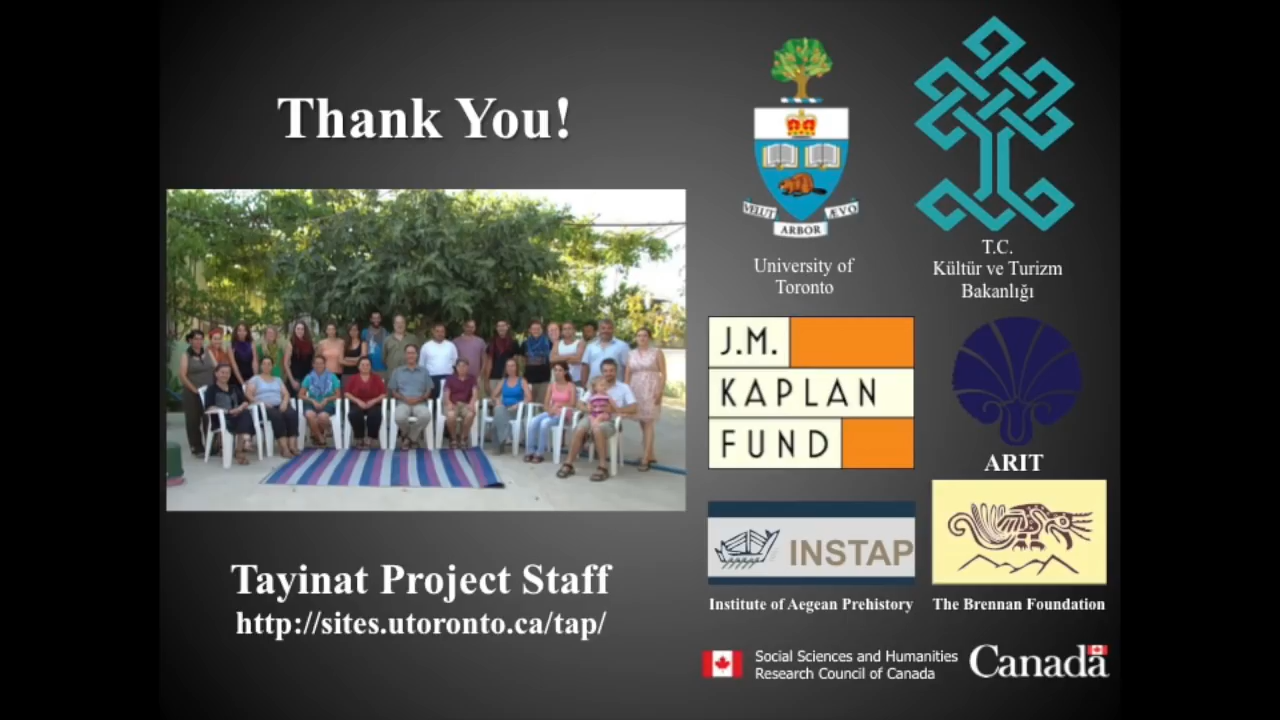 Thank You!
Tayinat Project Staff
http://sites.utoronto.ca/tap/
VELUT
ARBOR
ÆVO
University of
Toronto
T.C.
Kültür ve Turizm
Bakanlığı
J.M.
KAPLAN
FUND
ARIT
INSTAP
Institute of Aegean Prehistory
The Brennan Foundation
Social Sciences and Humanities
Research Council of Canada
Canada